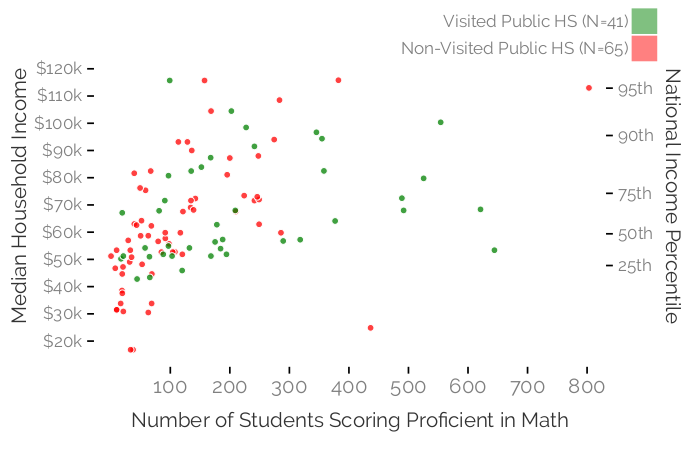 Visited Public HS (N=41)
Non-Visited Public HS (N=65)
Median Household Income
$120k
$110k
$100k
$90k
$80k
$70k
$60k
$50k
$40k
$30k
$20k
National Income Percentile
95th
90th
75th
50th
25th
100 200 300 400 500 600 700 800
Number of Students Scoring Proficient in Math